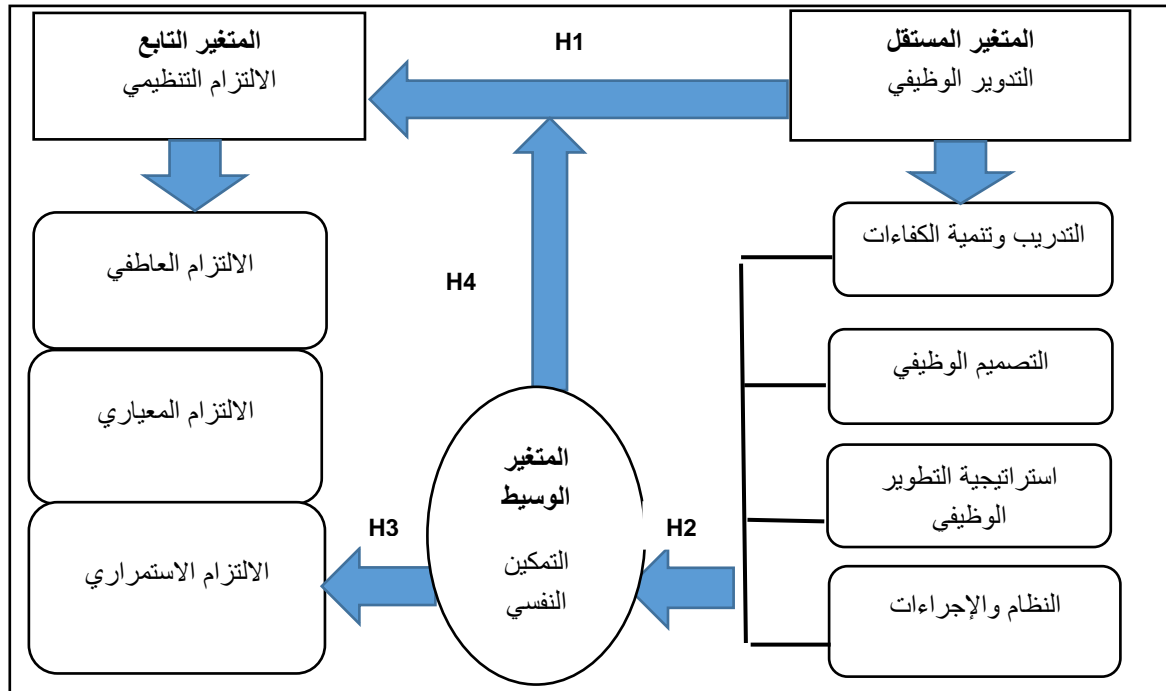 المتغير المستقل
التدوير الوظيفي
H1
المتغير التابع
الالتزام التنظيمي
التدريب وتنمية الكفاءات
التصميم الوظيفي
استراتيجية التطوير
الوظيفي
النظام والإجراءات
H2
H4
المتغير
الوسيط
التمكين
النفسي
H3
الالتزام العاطفي
الالتزام المعياري
الالتزام الاستمراري